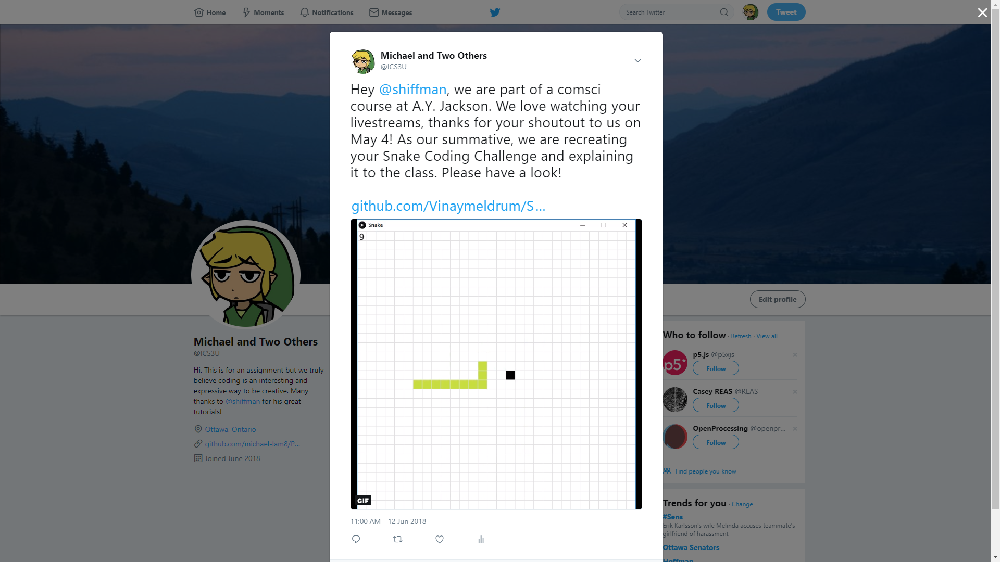 Home
Moments
Notifications
Messages
Search Twitter
Tweet
Michael and Two Others
@ICS3U
Hey @shiffman, we are part of a comsci
course at A.Y. Jackson. We love watching your
livestreams, thanks for your shoutout to us on
May 4! As our summative, we are recreating
your Snake Coding Challenge and explaining
it to the class. Please have a look!
github.com/Vinaymeldrum/S…
Snake
9
GIF
11:00 AM - 12 Jun 2018
Michael and Two Others
@ICS3U
Hi. This is for an assignment but we truly
believe coding is an interesting and
expressive way to be creative. Many
thanks to @shiffman for his great
tutorials!
Ottawa, Ontario
github.com/michael-lam8/P…
Joined June 2018
Edit profile
Who to follow · Refresh · View all
p5*
p5.js @p5xjs
Follow
Casey REAS @REAS
Follow
OpenProcessing @openpr...
Follow
Find people you know
Trends for you · Change
#Sens
Erik Karlsson's wife Melinda accuses teammate's
girlfriend of harassment
Ottawa Senators
Hoffman